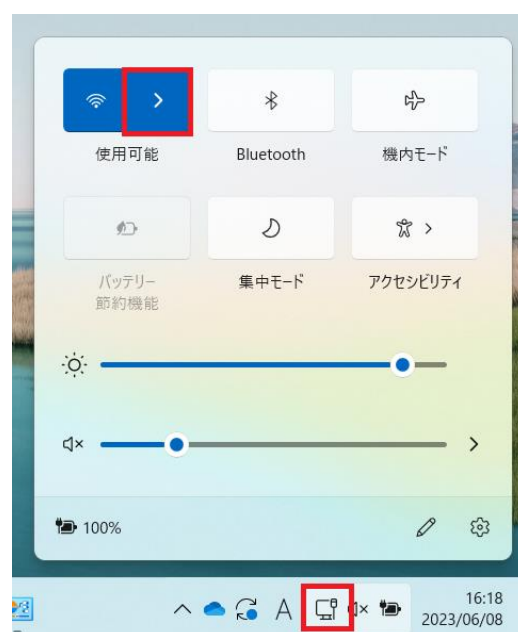 使用可能
Bluetooth
機内モード
バッテリー
節約機能
集中モード
アクセシビリティ
100%
A
16:18
2023/06/08